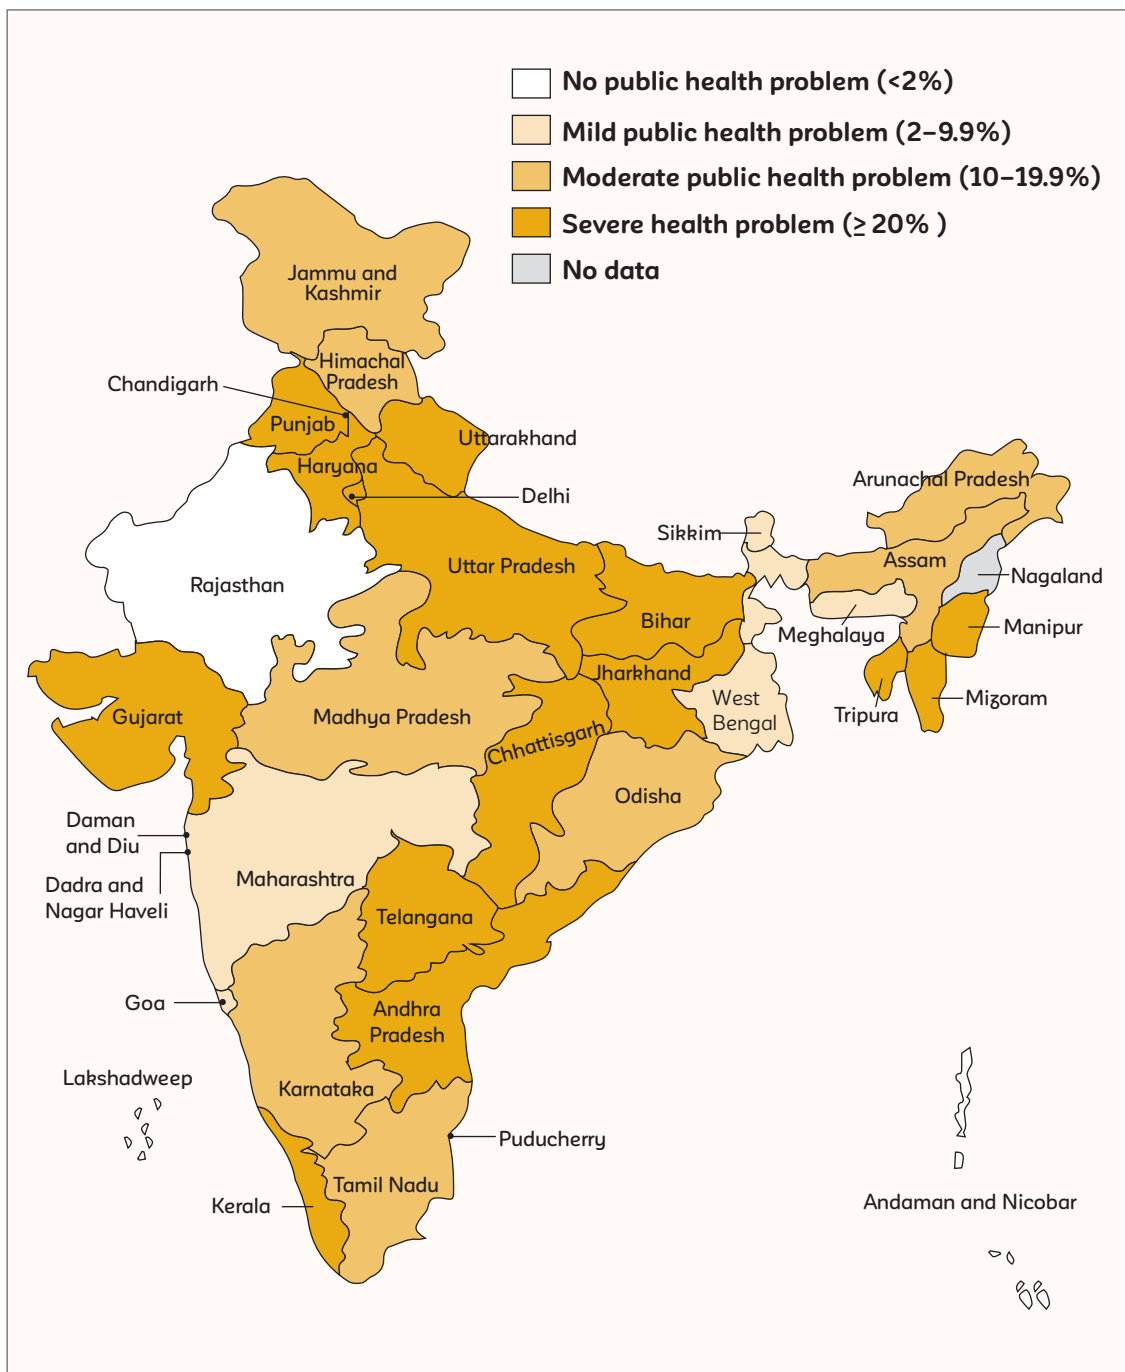 No public health problem (<2%)
Mild public health problem (2–9.9%)
Moderate public health problem (10–19.9%)
Severe health problem (≥ 20% )
No data
Jammu and
Kashmir
Himachal
Pradesh
Chandigarh
Punjab
Uttarakhand
Haryana
Delhi
Arunachal Pradesh
Sikkim
Assam
Uttar Pradesh
Nagaland
Rajasthan
Bihar
Meghalaya
Manipur
Jharkhand
Mizoram
Tripura
West
Bengal
Gujarat
Madhya Pradesh
Chhattisgarh
Odisha
Daman
and Diu
Dadra and
Nagar Haveli
Maharashtra
Telangana
Goa
Andhra
Pradesh
Lakshadweep
Karnataka
Puducherry
Tamil Nadu
Kerala
Andaman and Nicobar